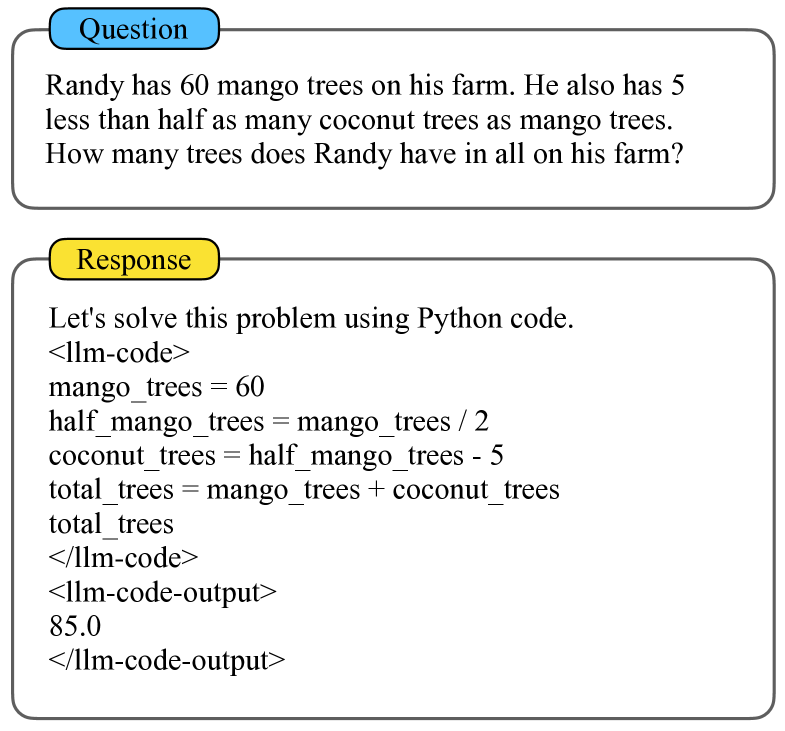 Question
Randy has 60 mango trees on his farm. He also has 5
less than half as many coconut trees as mango trees.
How many trees does Randy have in all on his farm?
Response
Let's solve this problem using Python code.
<llm-code>
mango_trees = 60
half_mango_trees = mango_trees / 2
coconut_trees = half_mango_trees - 5
total_trees = mango_trees + coconut_trees
total_trees
</llm-code>
<llm-code-output>
85.0
</llm-code-output>